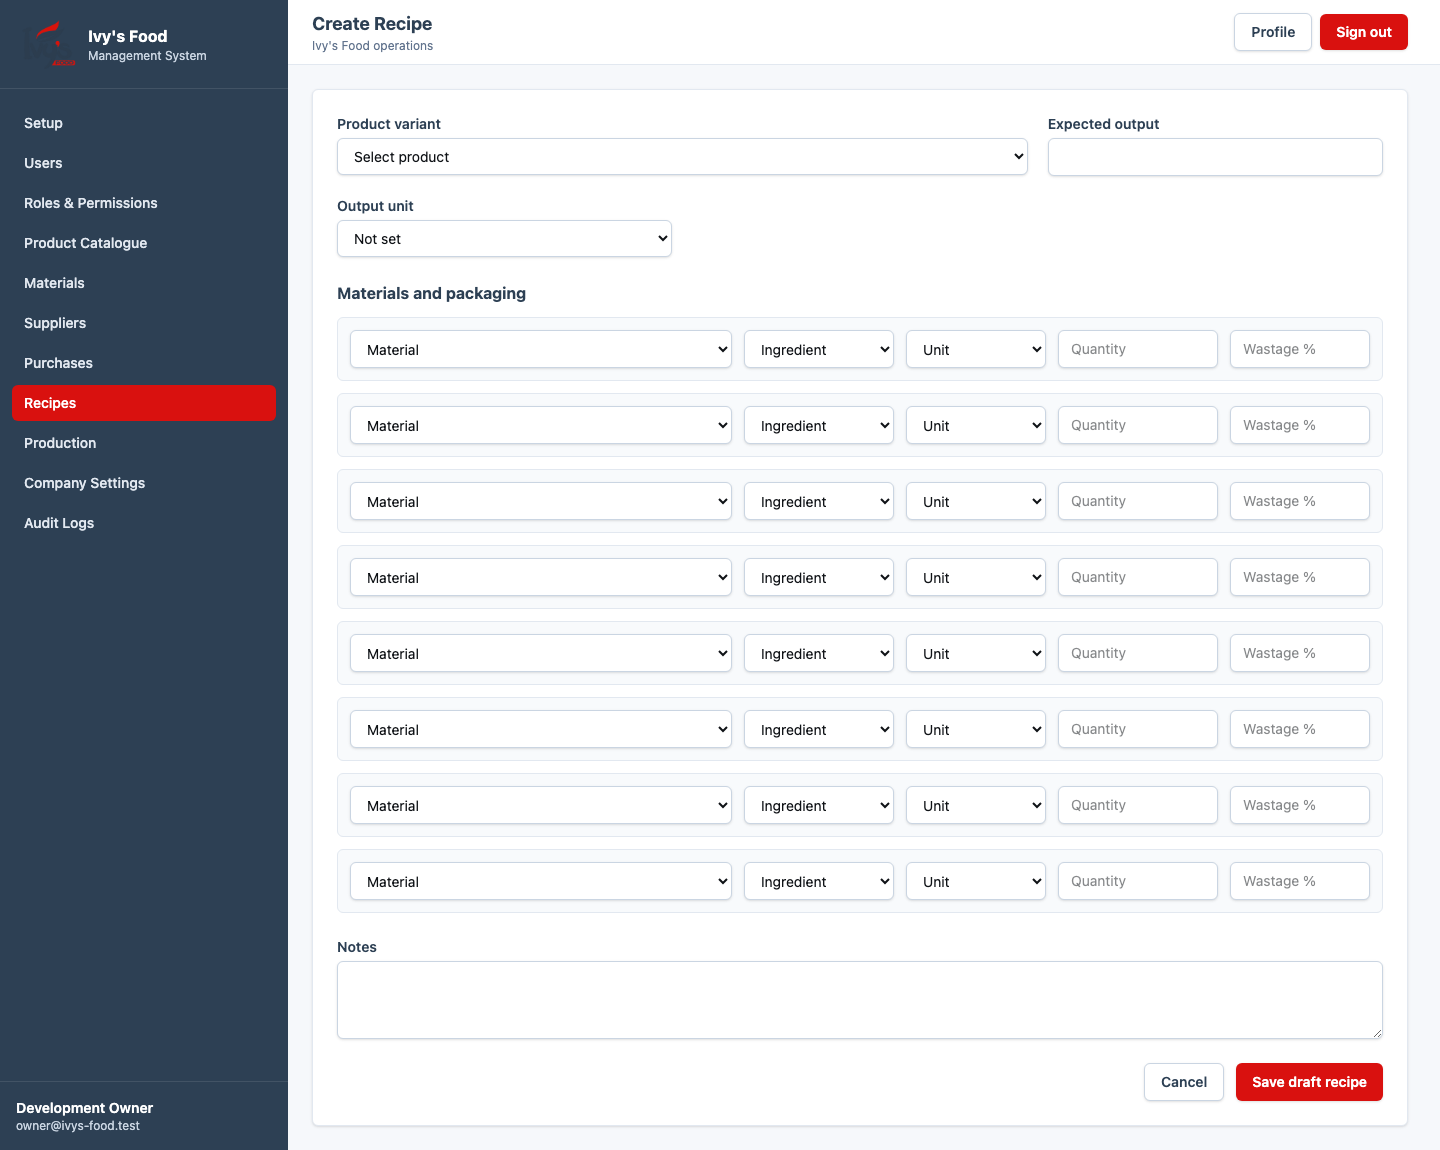 Ivy's Food
Management System
Setup
Users
Roles & Permissions
Product Catalogue
Materials
Suppliers
Purchases
Recipes
Production
Company Settings
Audit Logs
Development Owner
owner@ivys-food.test
Create Recipe
Ivy's Food operations
Profile
Sign out
Product variant
Expected output
Select product
Output unit
Not set
Materials and packaging
Material Ingredient Unit Quantity Wastage %
Material Ingredient Unit Quantity Wastage %
Material Ingredient Unit Quantity Wastage %
Material Ingredient Unit Quantity Wastage %
Material Ingredient Unit Quantity Wastage %
Material Ingredient Unit Quantity Wastage %
Material Ingredient Unit Quantity Wastage %
Material Ingredient Unit Quantity Wastage %
Notes
Cancel
Save draft recipe